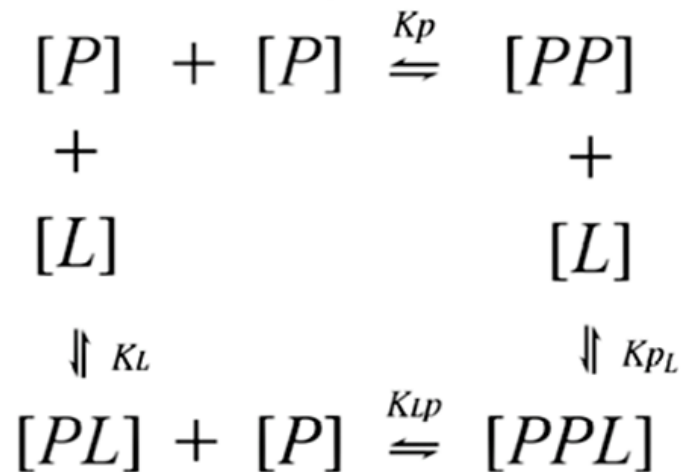 Kp
[P] + [P] ⇌ [PP]
+ +
[L] [L]
⥮ KL ⥮ KpL
KLp
[PL] + [P] ⇌ [PPL]